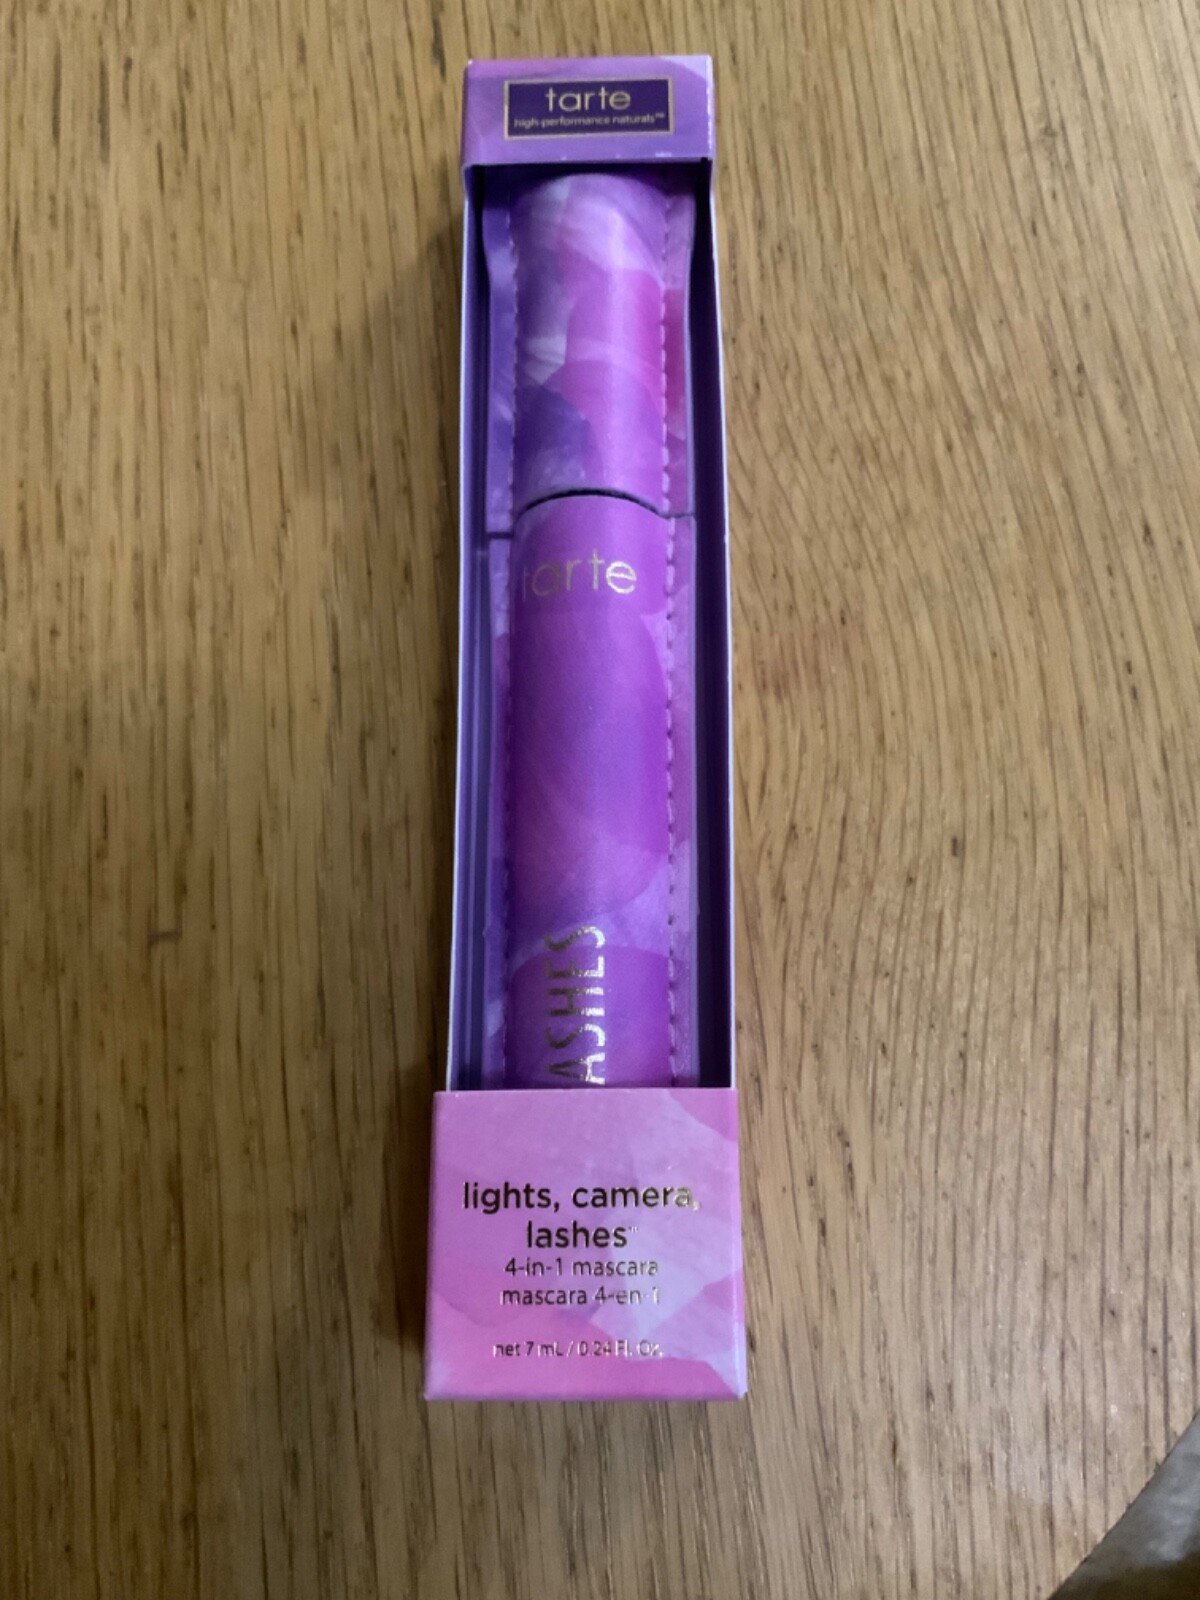 tarte
high-performance naturals™
tarte
ASHES
lights, camera,
lashes™
4-in-1 mascara
mascara 4-en-1
net 7 mL / 0.24 Fl. Oz.